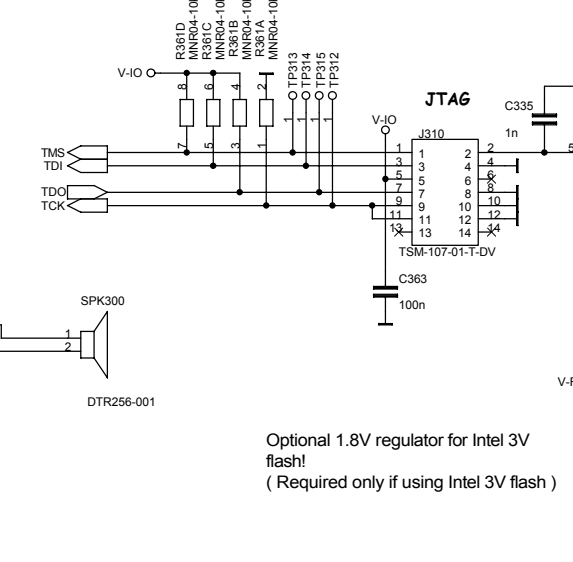 R361D
MNR04-10
R361C
MNR04-10
R361B
MNR04-10
R361A
MNR04-10
V-IO
8
6
4
2
TP313
TP314
TP315
TP312
1
1
1
1
7
5
3
1
TMS
TDI
TDO
TCK
JTAG
V-IO
J310
C335
1n
1 1 2 2
3 3 4 4
5 5 6 6
7 7 8 8
9 9 10 10
11 11 12 12
13 13 14 14
5
TSM-107-01-T-DV
C363
100n
SPK300
1
2
DTR256-001
Optional 1.8V regulator for Intel 3V
flash!
( Required only if using Intel 3V flash )